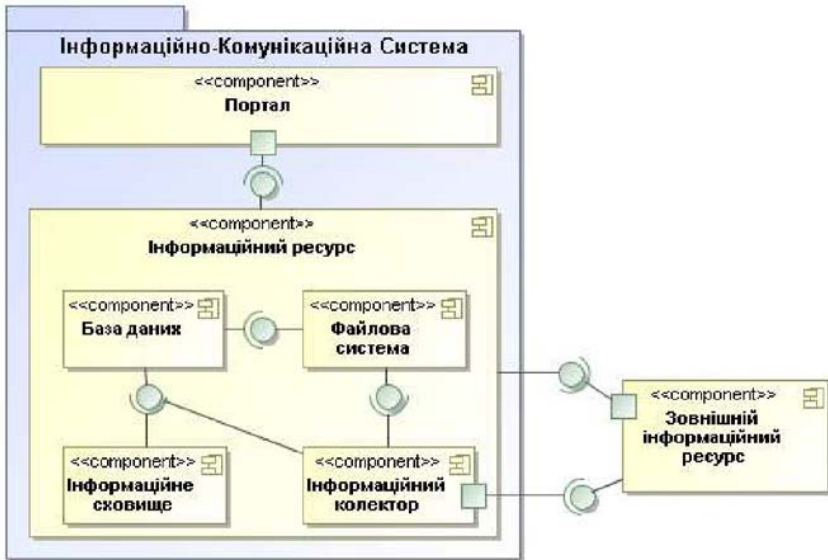 Інформаційно-Комунікаційна Система
<<component>>
Портал
<<component>>
Інформаційний ресурс
<<component>>
База даних
<<component>>
Файлова
система
<<component>>
Інформаційне
сховище
<<component>>
Інформаційний
колектор
<<component>>
Зовнішній
інформаційний
ресурс